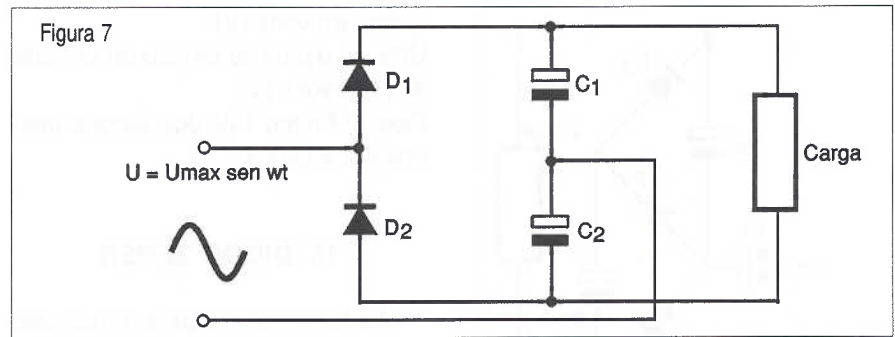 Figura 7
D1
C1
Carga
U = Umax sen wt
D2
C2